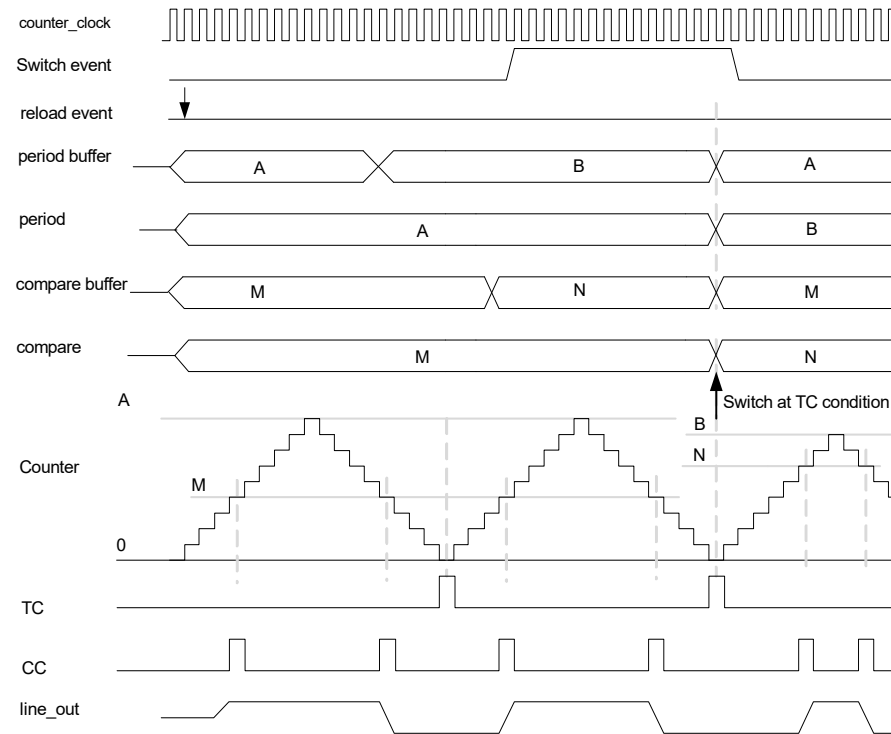 counter_clock
Switch event
reload event
period buffer
A
B
A
period
A
B
compare buffer
M
N
M
compare
M
N
Switch at TC condition
A
B
N
Counter
M
0
TC
CC
line_out